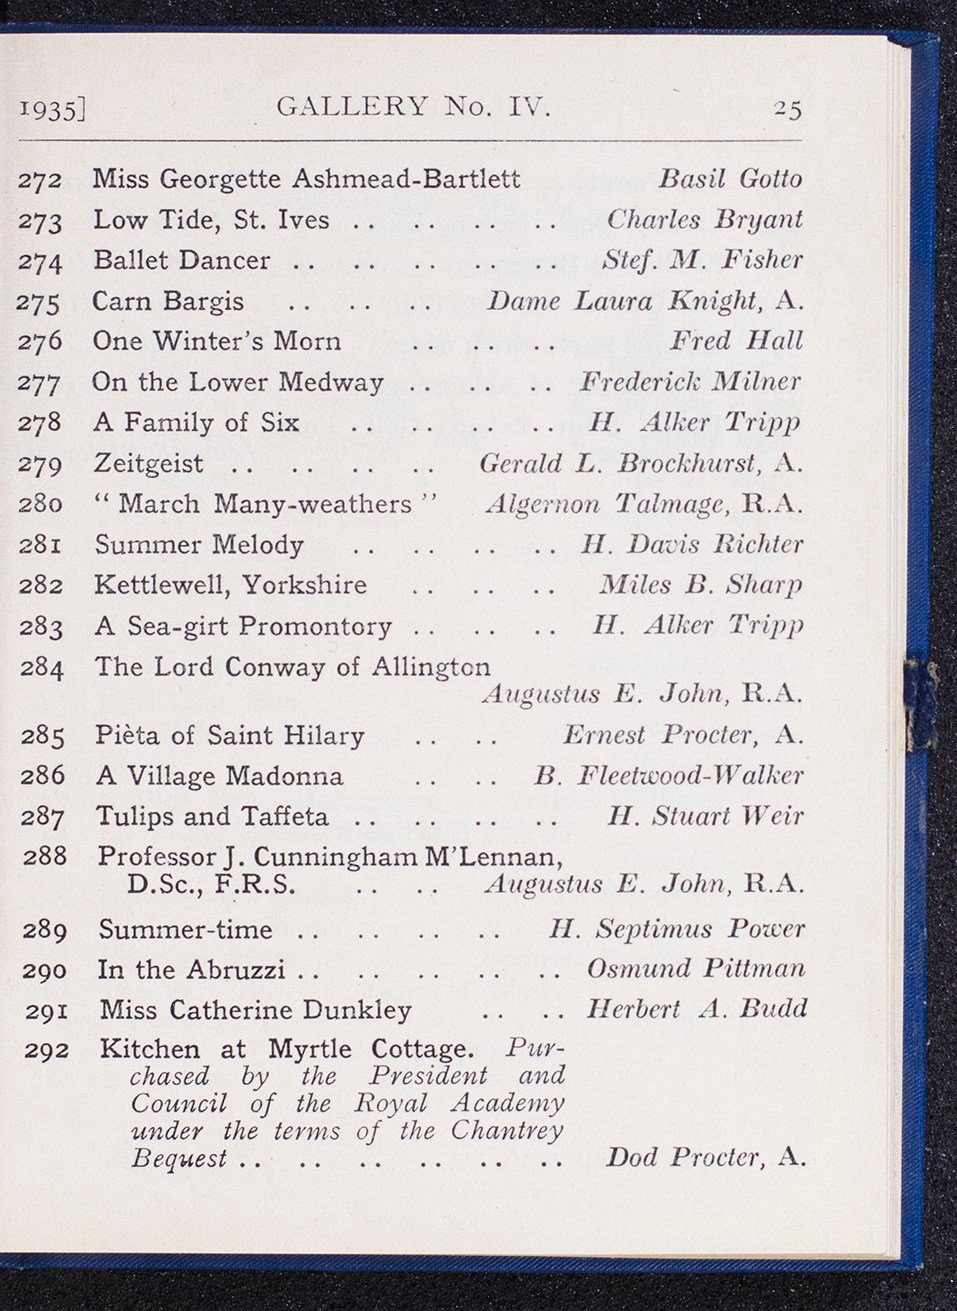 1935] GALLERY No. IV. 25
272 Miss Georgette Ashmead-Bartlett Basil Gotto
273 Low Tide, St. Ives .. .. .. .. Charles Bryant
274 Ballet Dancer .. .. .. .. .. Stef. M. Fisher
275 Carn Bargis .. .. .. Dame Laura Knight, A.
276 One Winter's Morn .. .. .. Fred Hall
277 On the Lower Medway .. .. .. Frederick Milner
278 A Family of Six .. .. .. .. H. Alker Tripp
279 Zeitgeist .. .. .. .. Gerald L. Brockhurst, A.
280 “ March Many-weathers ” Algernon Talmage, R.A.
281 Summer Melody .. .. .. .. H. Davis Richter
282 Kettlewell, Yorkshire .. .. .. Miles B. Sharp
283 A Sea-girt Promontory .. .. .. H. Alker Tripp
284 The Lord Conway of Allington
Augustus E. John, R.A.
285 Pièta of Saint Hilary .. .. Ernest Procter, A.
286 A Village Madonna .. .. B. Fleetwood-Walker
287 Tulips and Taffeta .. .. .. .. H. Stuart Weir
288 Professor J. Cunningham M'Lennan,
D.Sc., F.R.S. .. .. Augustus E. John, R.A.
289 Summer-time .. .. .. .. H. Septimus Power
290 In the Abruzzi .. .. .. .. .. Osmund Pittman
291 Miss Catherine Dunkley .. .. Herbert A. Budd
292 Kitchen at Myrtle Cottage. Pur-
chased by the President and
Council of the Royal Academy
under the terms of the Chantrey
Bequest .. .. .. .. .. .. Dod Procter, A.